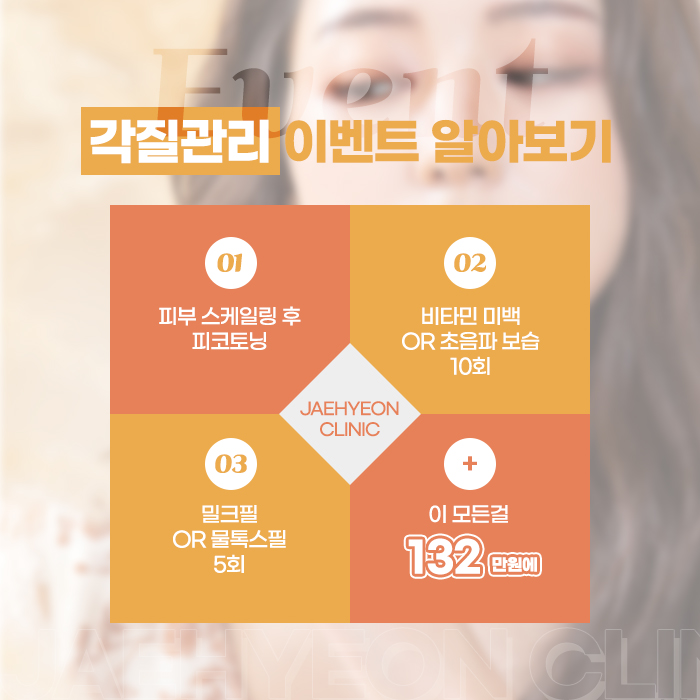 Event
각질관리 이벤트 알아보기
01
피부 스케일링 후
피코토닝
02
비타민 미백
OR 초음파 보습
10회
JAEHYEON
CLINIC
03
밀크필
OR 물톡스필
5회
+
이 모든걸
132 만원에
JAEHYEON CLIN